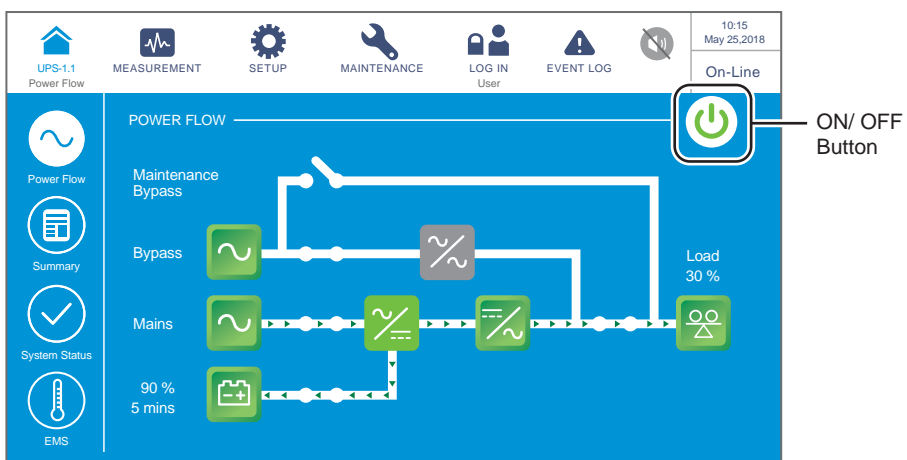 UPS-1.1
Power Flow
MEASUREMENT
SETUP
MAINTENANCE
LOG IN
User
EVENT LOG
10:15
May 25,2018
On-Line
Power Flow
Summary
System Status
EMS
POWER FLOW
Maintenance
Bypass
Bypass
Mains
90 %
5 mins
Load
30 %
ON/ OFF
Button